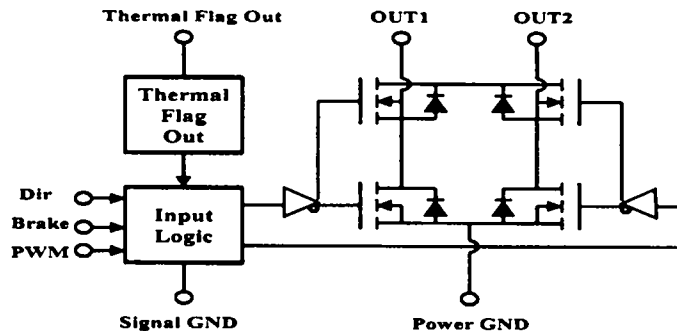 Thermal Flag Out
OUT1
OUT2
Thermal
Flag
Out
Dir
Brake
PWM
Input
Logic
Signal GND
Power GND